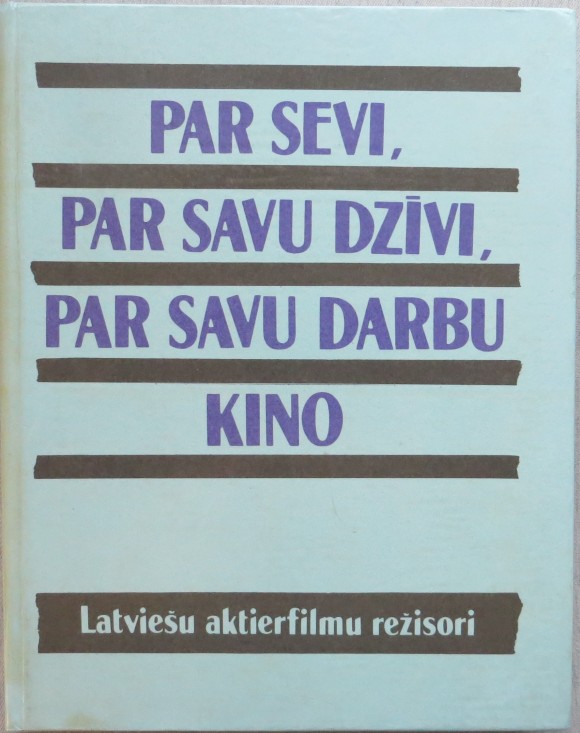 PAR SEVI,
PAR SAVU DZĪVI,
PAR SAVU DARBU
KINO
Latviešu aktierfilmu režisori